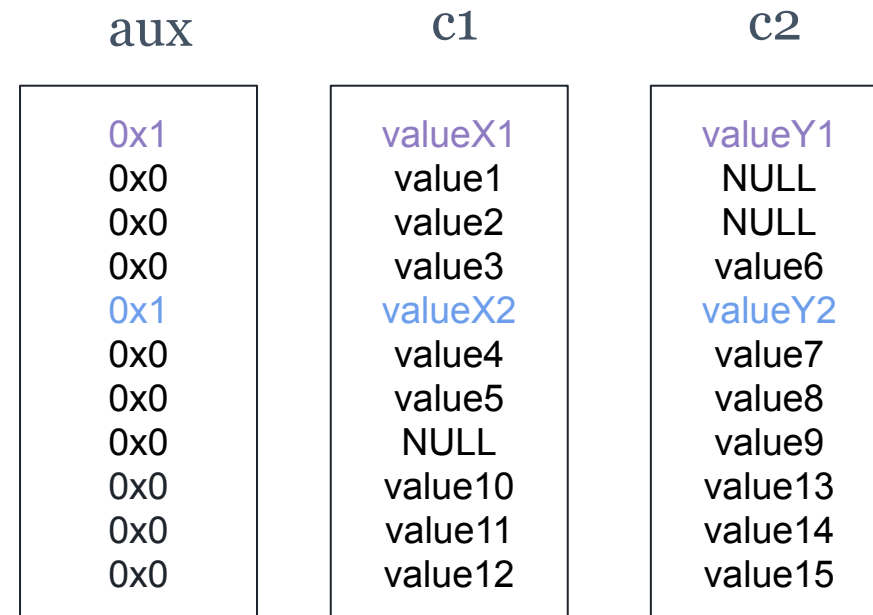 aux c1 c2
0x1 valueX1 valueY1
0x0 value1 NULL
0x0 value2 NULL
0x0 value3 value6
0x1 valueX2 valueY2
0x0 value4 value7
0x0 value5 value8
0x0 NULL value9
0x0 value10 value13
0x0 value11 value14
0x0 value12 value15